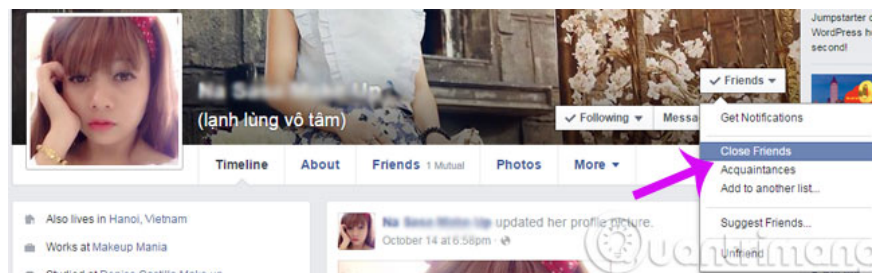 Jumpstarter
WordPress
second!
✓ Friends ▼
(lạnh lùng vô tâm)
✓ Following ▼
Get Notifications
Close Friends
Acquaintances
Add to another list...
Suggest Friends...
Unfriend
Timeline About Friends 1 Mutual Photos More ▾
Also lives in Hanoi, Vietnam
Works at Makeup Mania
updated her profile picture.
October 14 at 6:58pm ·
uantrimang